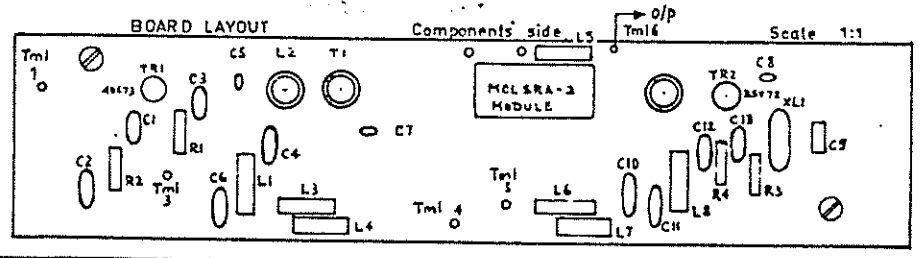 BOARD LAYOUT
Components' side
→ O/P
Tml 6
Scale 1:1
Tml
1
TR1
40673
C3
C5
L2
T1
L5
MCL SRA-2
MODULE
TR2
C8
XL1
C1
R1
C7
C12
C13
C9
C2
R2
Tml
3
C6
L1
C4
L3
L4
Tml 4
Tml
5
L6
L7
C10
C11
L8
R4
R3